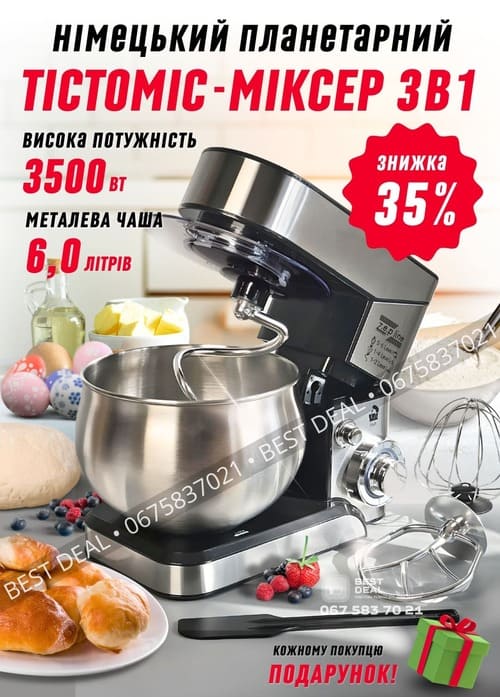 НІМЕЦЬКИЙ ПЛАНЕТАРНИЙ
ТІСТОМІС-МІКСЕР 3В1
ВИСОКА ПОТУЖНІСТЬ
3500 ВТ
ЗНИЖКА
35%
МЕТАЛЕВА ЧАША
6,0 ЛІТРІВ
Zepline
BEST DEAL • 0675837021 • BEST DEAL • 0675837021 • BEST DEAL • 0675837021
BEST
DEAL
067 583 70 21
КОЖНОМУ ПОКУПЦЮ
ПОДАРУНОК!